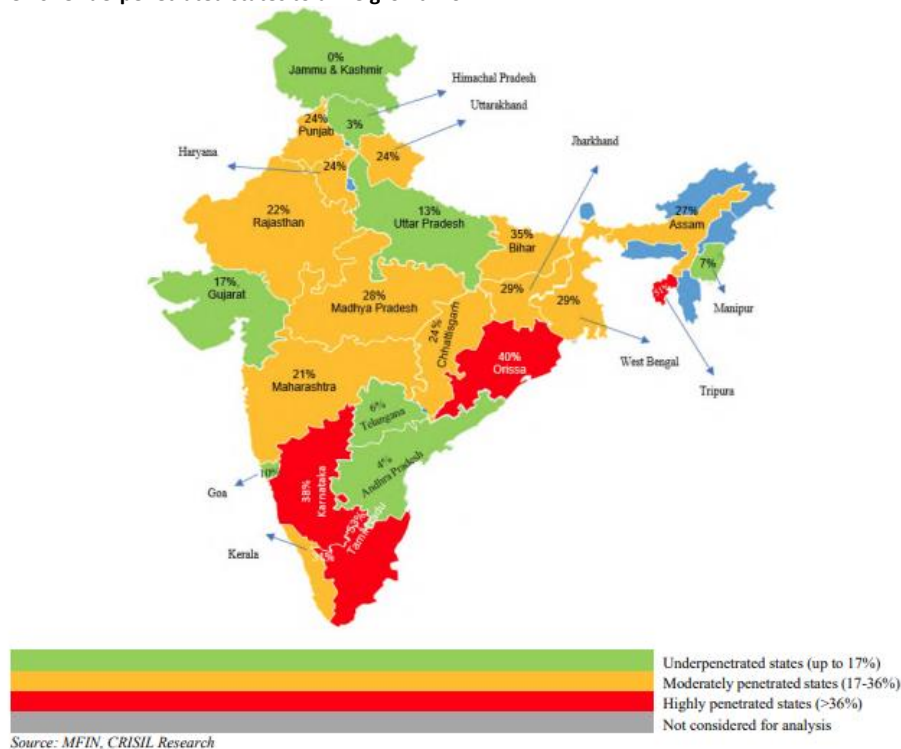 0%
Jammu & Kashmir
Himachal Pradesh
Uttarakhand
24%
Punjab
3%
Jharkhand
Haryana
24%
24%
22%
Rajasthan
13%
Uttar Pradesh
27%
Assam
35%
Bihar
7%
17%
Gujarat
28%
Madhya Pradesh
29%
29%
Manipur
24%
Chhattisgarh
40%
Orissa
West Bengal
Tripura
21%
Maharashtra
6%
Telangana
4%
Andhra Pradesh
10%
Goa
38%
Karnataka
53%
Tamil Nadu
Kerala
Underpenetrated states (up to 17%)
Moderately penetrated states (17-36%)
Highly penetrated states (>36%)
Not considered for analysis
Source: MFIN, CRISIL Research